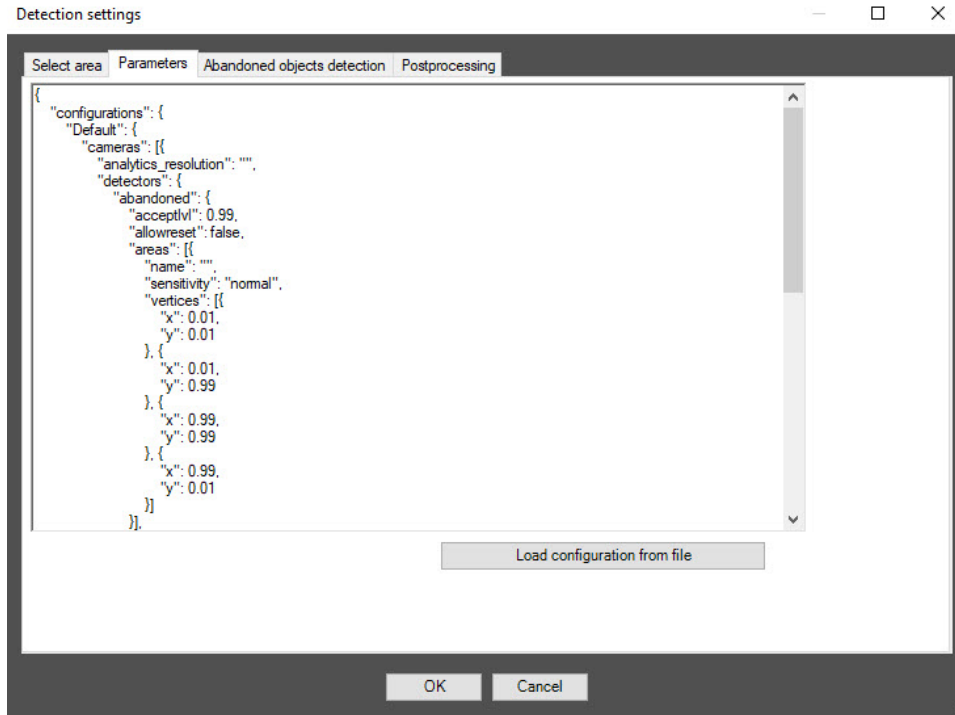 Detection settings
Select area Parameters Abandoned objects detection Postprocessing
{
"configurations": {
"Default": {
"cameras": [{
"analytics_resolution": "",
"detectors": {
"abandoned": {
"acceptlvl": 0.99,
"allowreset": false,
"areas": [{
"name": "",
"sensitivity": "normal",
"vertices": [{
"x": 0.01,
"y": 0.01
}, {
"x": 0.01,
"y": 0.99
}, {
"x": 0.99,
"y": 0.99
}, {
"x": 0.99,
"y": 0.01
}]
}],
Load configuration from file
OK Cancel